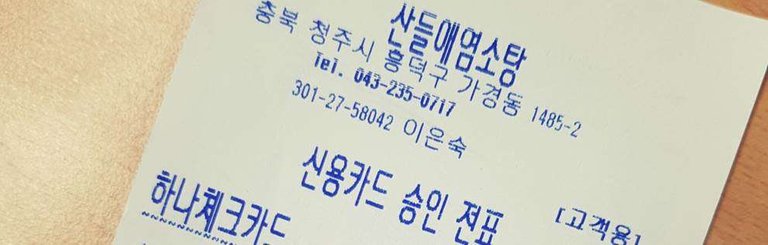 산들애염소탕
충북 청주시 흥덕구 가경동 1485-2
Tel. 043-235-0717
301-27-58042 이은숙
신용카드 승인 전표
[고객용]
하나체크카드